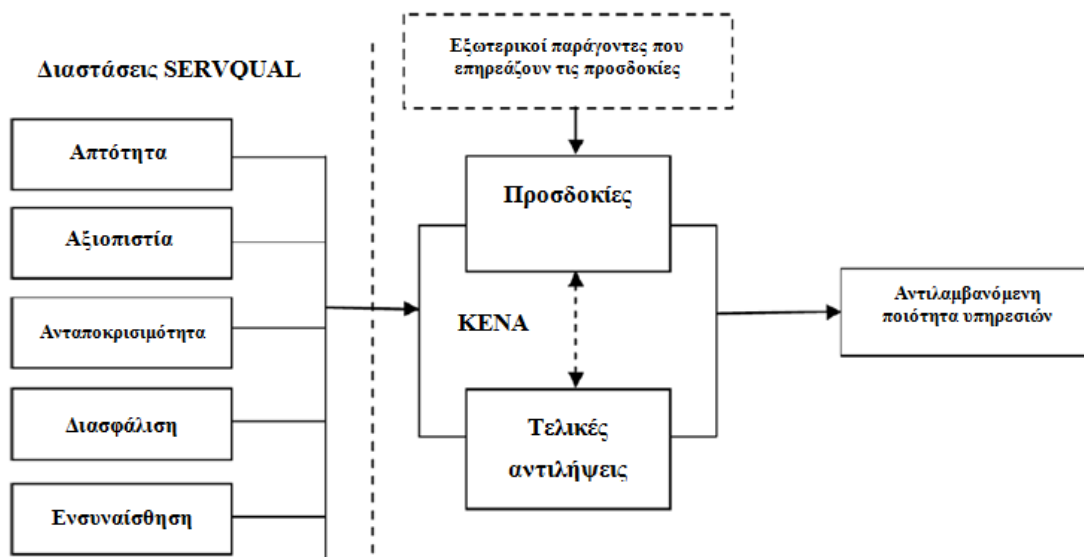 Διαστάσεις SERVQUAL
Απτότητα
Αξιοπιστία
Ανταποκρισιμότητα
Διασφάλιση
Ενσυναίσθηση
Εξωτερικοί παράγοντες που
επηρεάζουν τις προσδοκίες
Προσδοκίες
ΚΕΝΑ
Τελικές
αντιλήψεις
Αντιλαμβανόμενη
ποιότητα υπηρεσιών